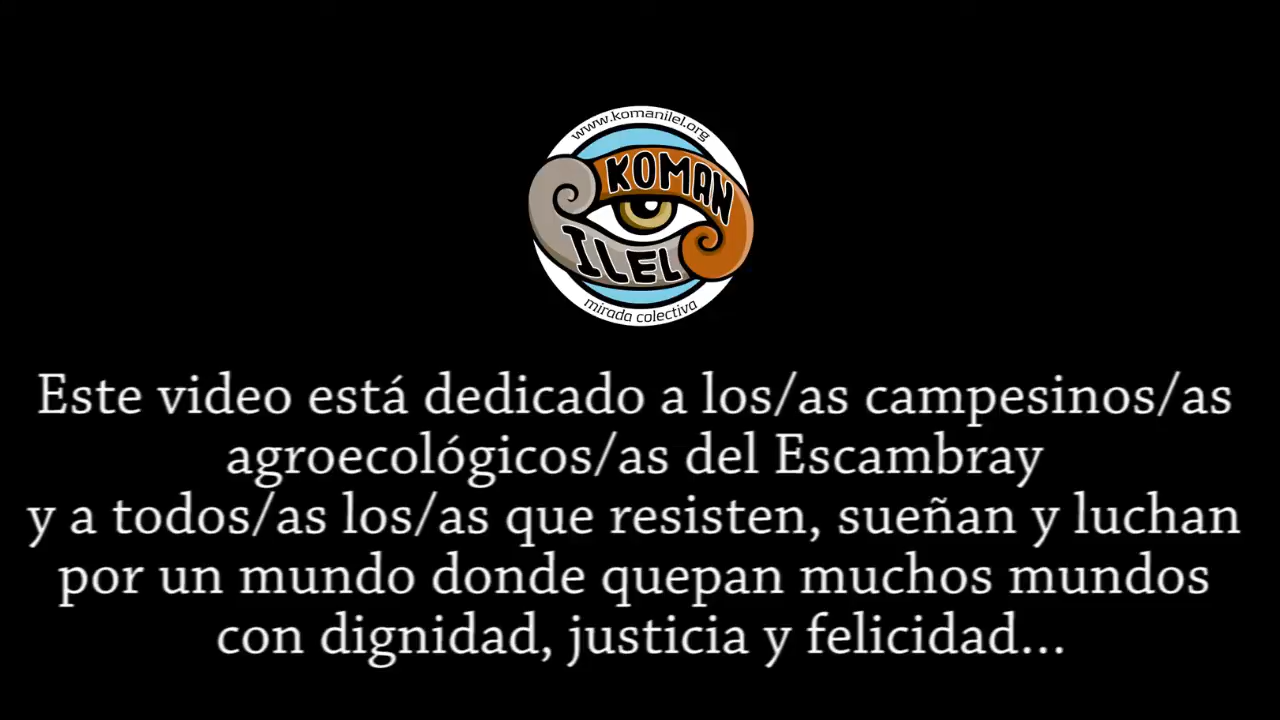 www.komanilel.org
KOMAN
ILEL
mirada colectiva
Este video está dedicado a los/as campesinos/as
agroecológicos/as del Escambray
y a todos/as los/as que resisten, sueñan y luchan
por un mundo donde quepan muchos mundos
con dignidad, justicia y felicidad...